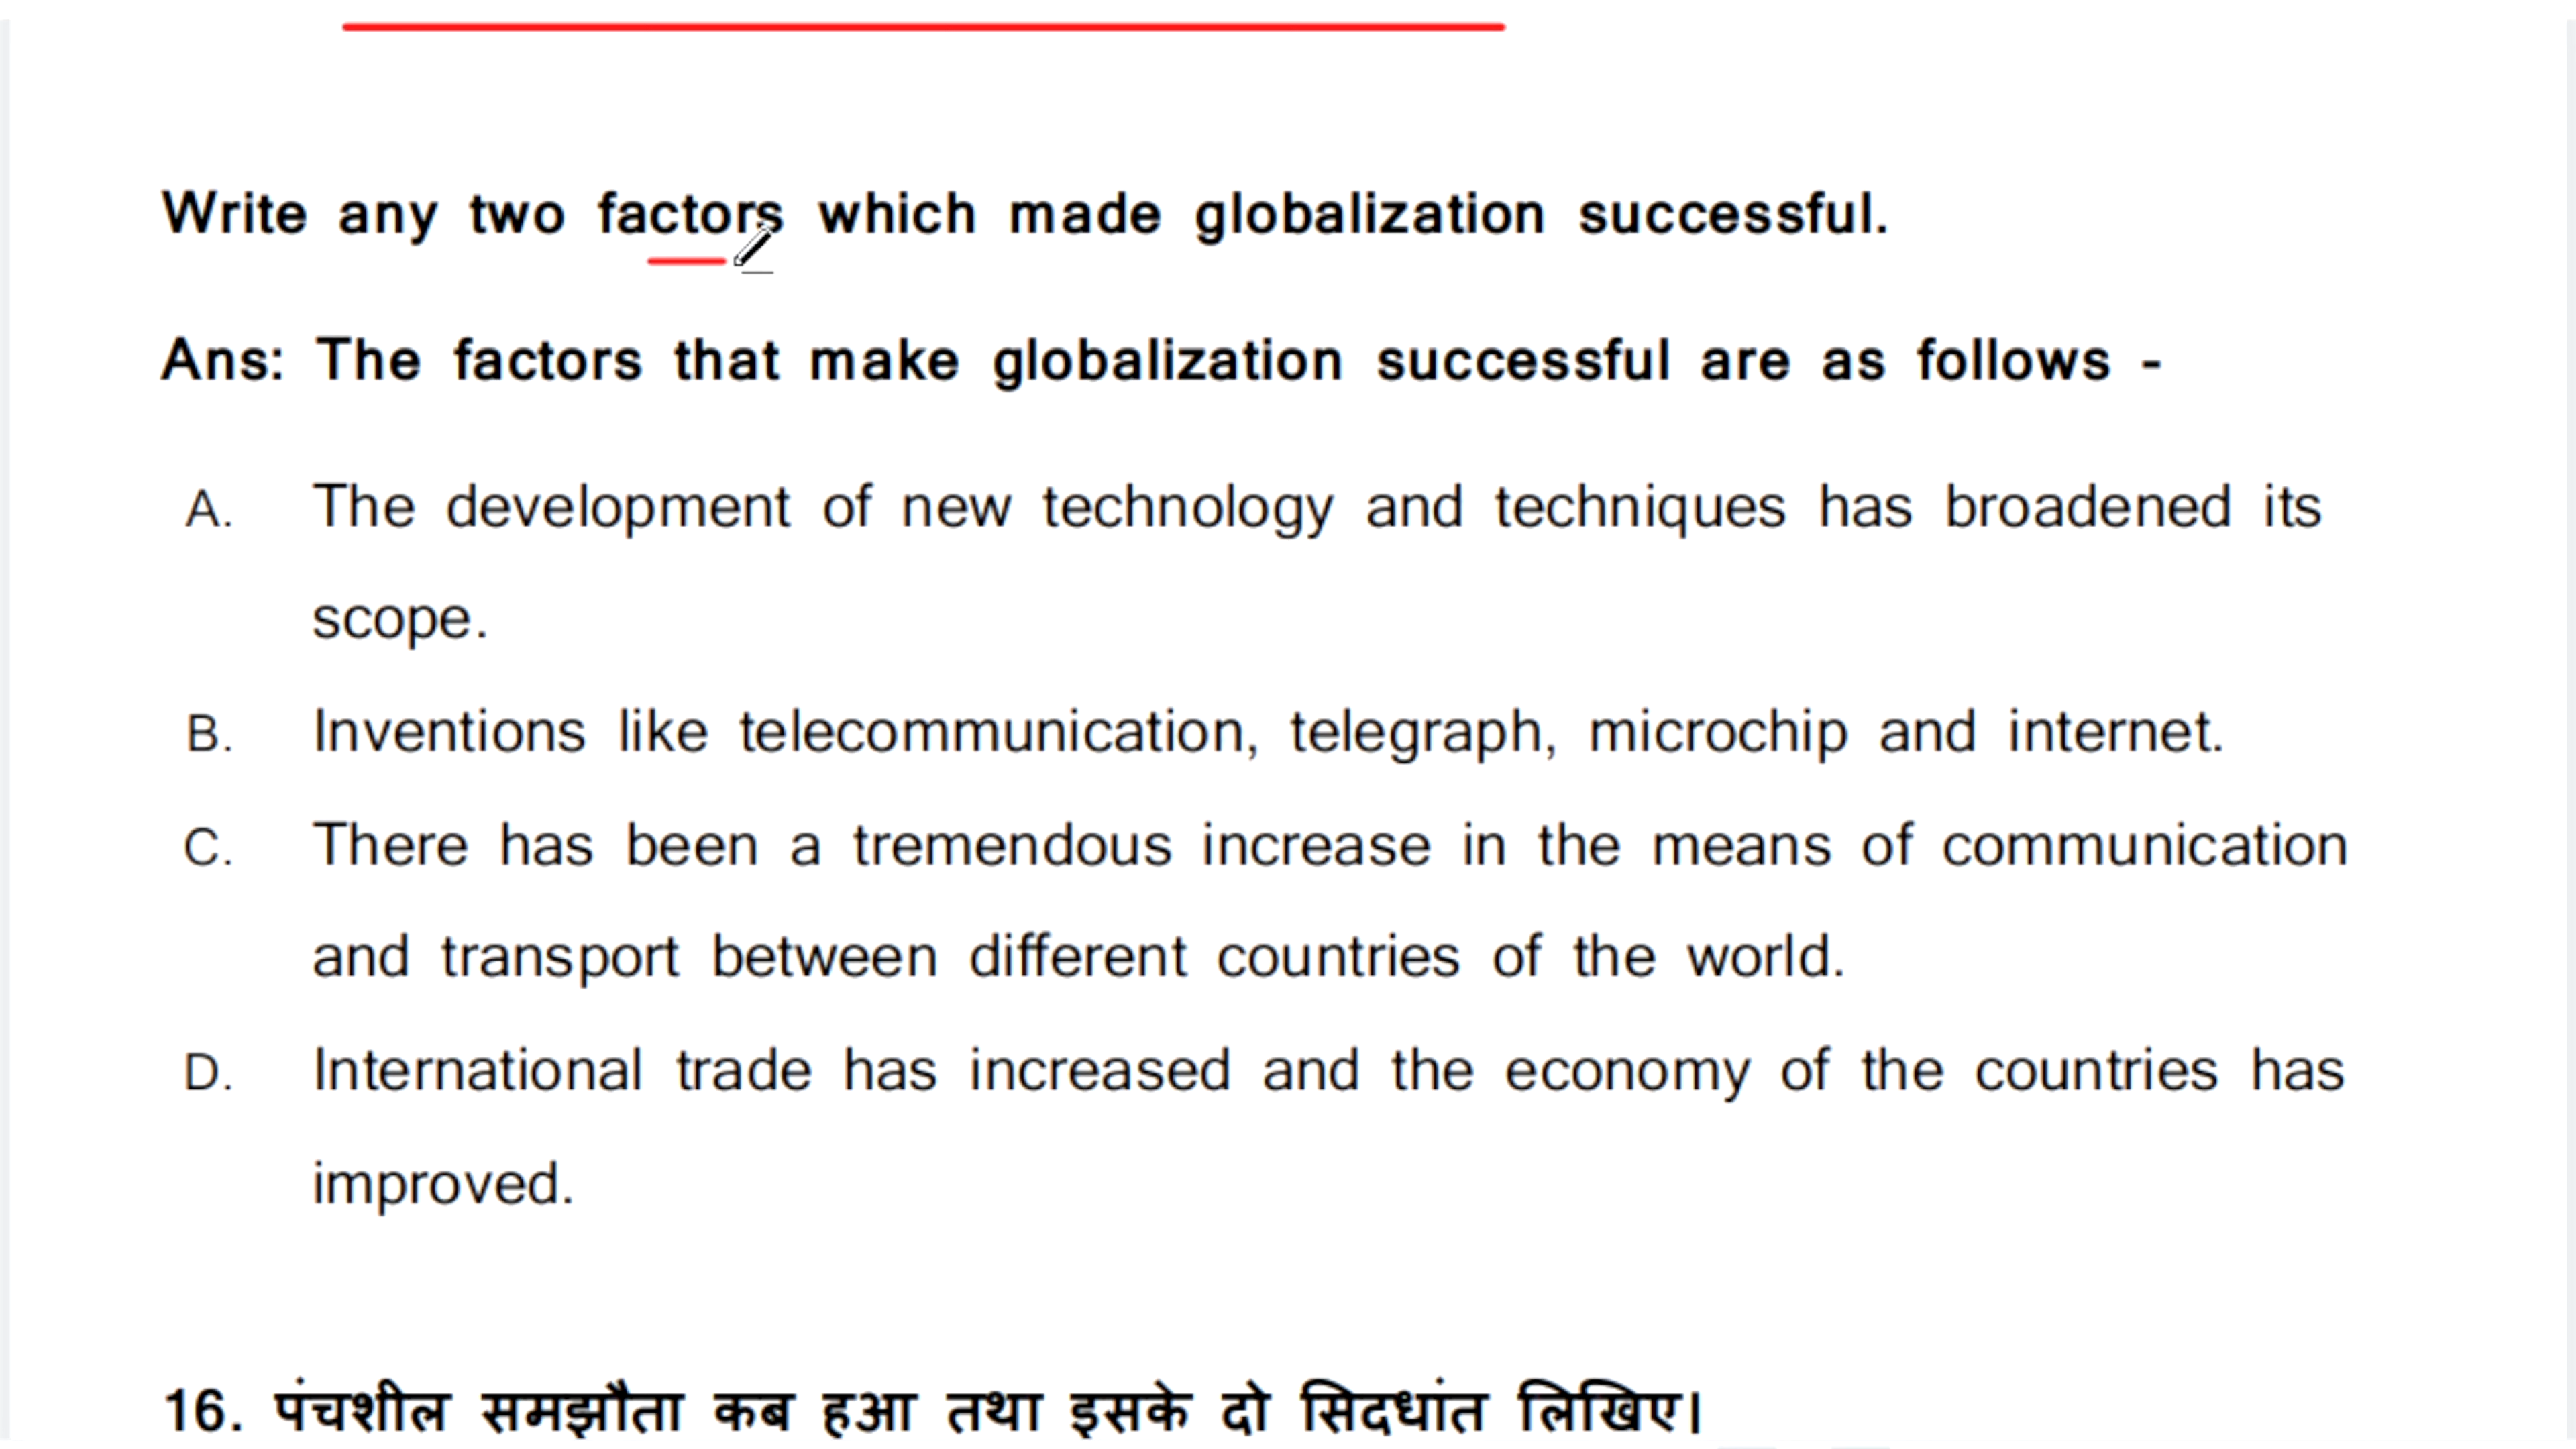 Write any two factors which made globalization successful.
Ans: The factors that make globalization successful are as follows -
A. The development of new technology and techniques has broadened its
scope.
B. Inventions like telecommunication, telegraph, microchip and internet.
C. There has been a tremendous increase in the means of communication
and transport between different countries of the world.
D. International trade has increased and the economy of the countries has
improved.
16. पंचशील समझौता कब हुआ तथा इसके दो सिद्धांत लिखिए।